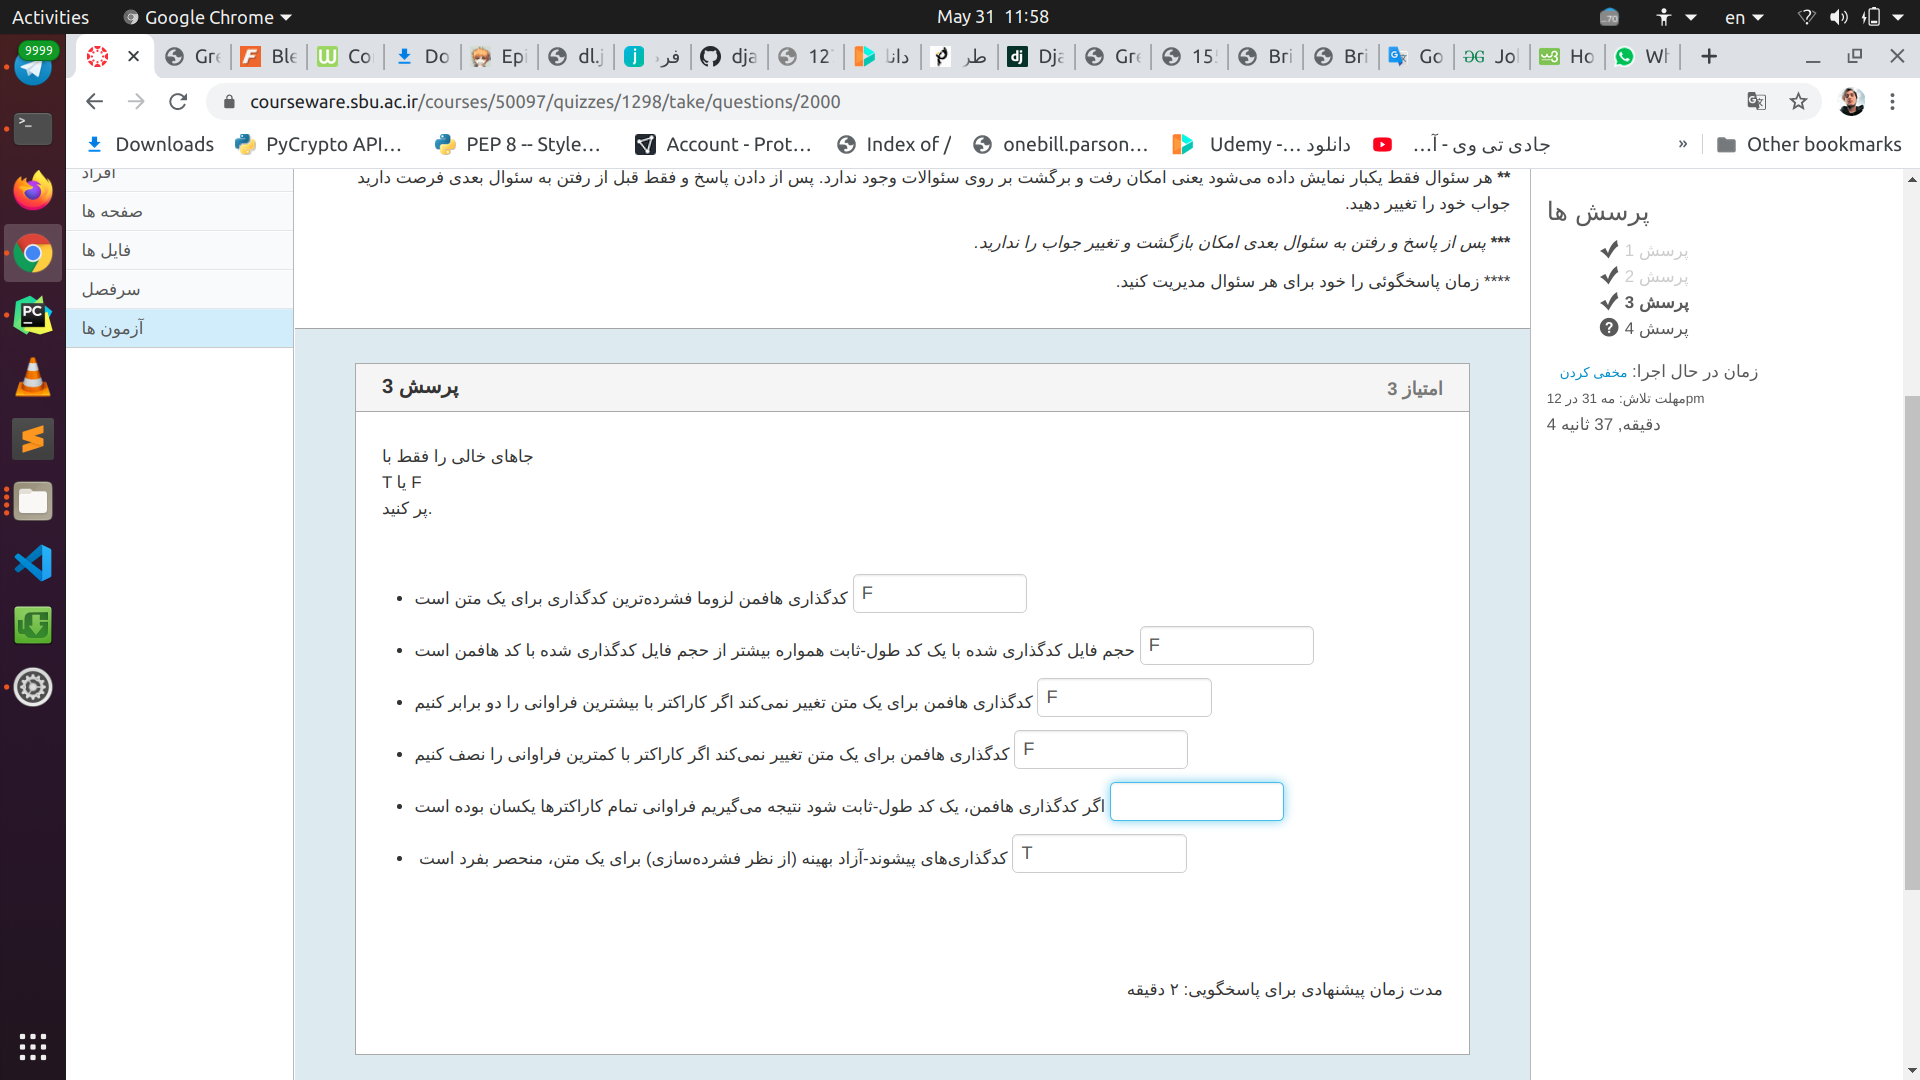 Activities
Google Chrome
May 31 11:58
70
en
9999
Gre
Ble
Co
Do
Epi
dl.j
فرد
dja
12
دانا
طر
Dja
Gre
15
Bri
Bri
Go
Jol
Ho
Wh
courseware.sbu.ac.ir/courses/50097/quizzes/1298/take/questions/2000
Downloads
PyCrypto API...
PEP 8 -- Style...
Account - Prot...
Index of /
onebill.parson...
دانلود ...- Udemy
جادی تی وی - آ...
»
Other bookmarks
افراد
صفحه ها
فایل ها
سرفصل
آزمون ها
** هر سئوال فقط یکبار نمایش داده می‌شود یعنی امکان رفت و برگشت بر روی سئوالات وجود ندارد. پس از دادن پاسخ و فقط قبل از رفتن به سئوال بعدی فرصت دارید
جواب خود را تغییر دهید.
*** پس از پاسخ و رفتن به سئوال بعدی امکان بازگشت و تغییر جواب را ندارید.
**** زمان پاسخگوئی را خود برای هر سئوال مدیریت کنید.
پرسش 3
امتیاز 3
جاهای خالی را فقط با
T یا F
پر کنید.
کدگذاری هافمن لزوما فشرده‌ترین کدگذاری برای یک متن است F
حجم فایل کدگذاری شده با یک کد طول-ثابت همواره بیشتر از حجم فایل کدگذاری شده با کد هافمن است F
کدگذاری هافمن برای یک متن تغییر نمی‌کند اگر کاراکتر با بیشترین فراوانی را دو برابر کنیم F
کدگذاری هافمن برای یک متن تغییر نمی‌کند اگر کاراکتر با کمترین فراوانی را نصف کنیم F
اگر کدگذاری هافمن، یک کد طول-ثابت شود نتیجه می‌گیریم فراوانی تمام کاراکترها یکسان بوده است
کدگذاری‌های پیشوند-آزاد بهینه (از نظر فشرده‌سازی) برای یک متن، منحصر بفرد است T
مدت زمان پیشنهادی برای پاسخگویی: ۲ دقیقه
پرسش ها
پرسش 1
پرسش 2
پرسش 3
پرسش 4
زمان در حال اجرا: مخفی کردن
مهلت تلاش: مه 31 در 12pm
4 دقیقه, 37 ثانیه